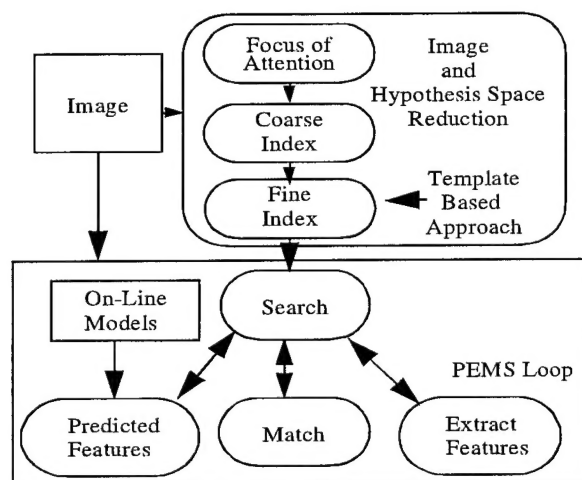 Focus of
Attention
Image
and
Hypothesis Space
Reduction
Image
Coarse
Index
Fine
Index
Template
Based
Approach
On-Line
Models
Search
PEMS Loop
Predicted
Features
Match
Extract
Features